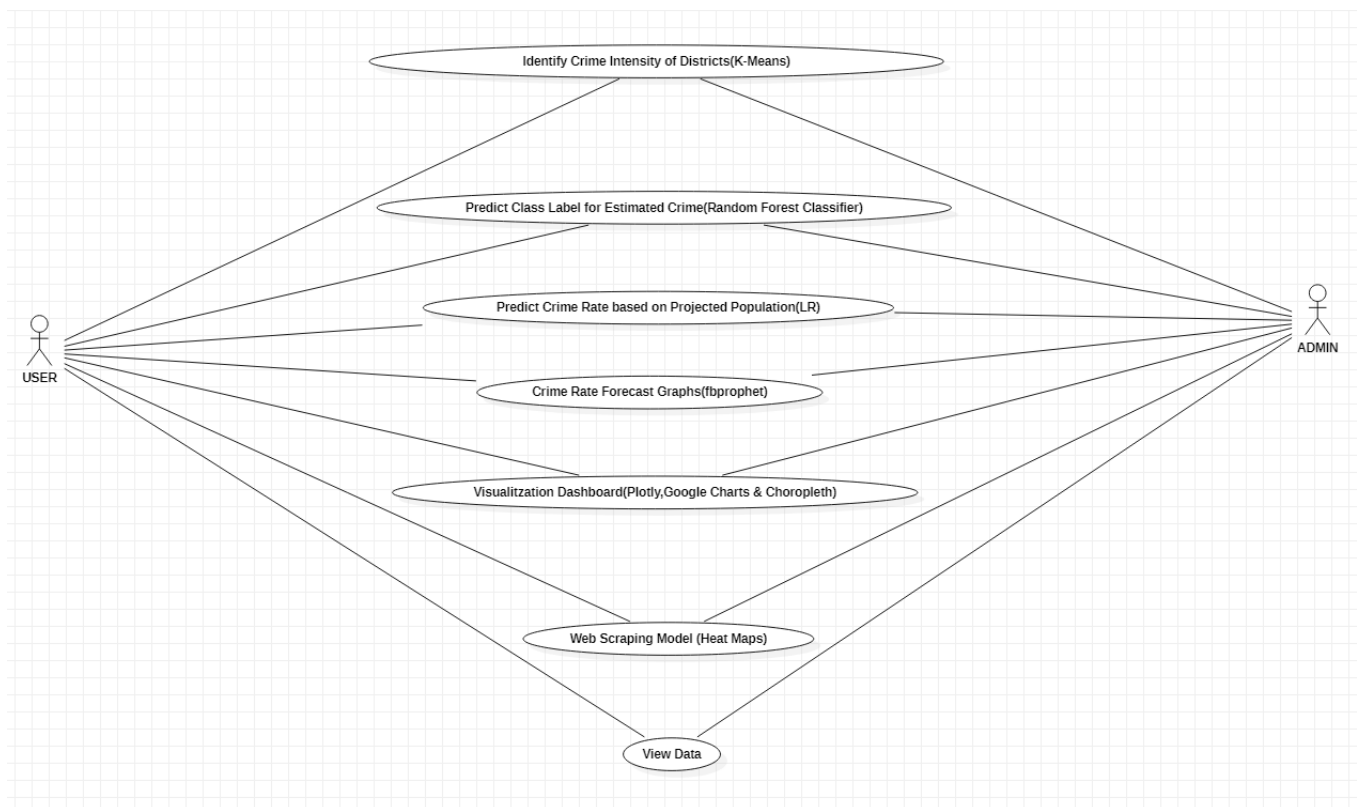 Identify Crime Intensity of Districts(K-Means)
Predict Class Label for Estimated Crime(Random Forest Classifier)
Predict Crime Rate based on Projected Population(LR)
ADMIN
USER
Crime Rate Forecast Graphs(fbprophet)
Visualitzation Dashboard(Plotly,Google Charts & Choropleth)
Web Scraping Model (Heat Maps)
View Data